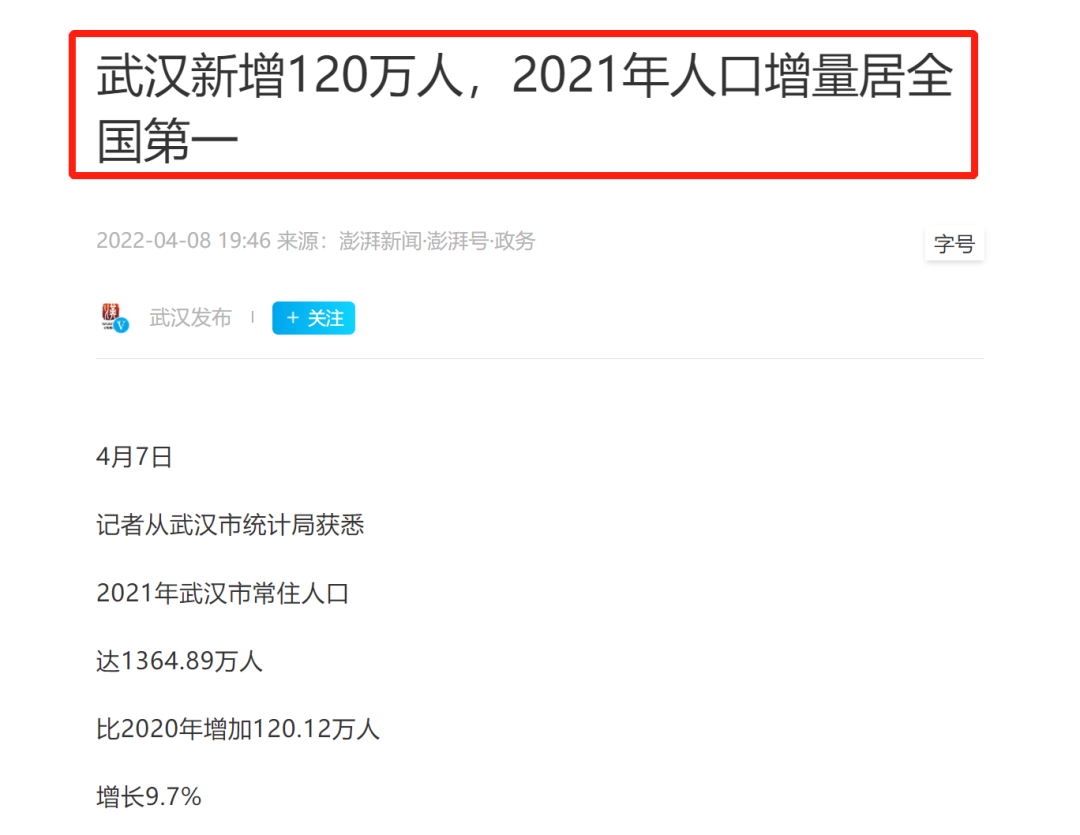 武汉新增120万人，2021年人口增量居全
国第一
2022-04-08 19:46 来源：澎湃新闻·澎湃号·政务
字号
武汉发布
+ 关注
4月7日
记者从武汉市统计局获悉
2021年武汉市常住人口
达1364.89万人
比2020年增加120.12万人
增长9.7%